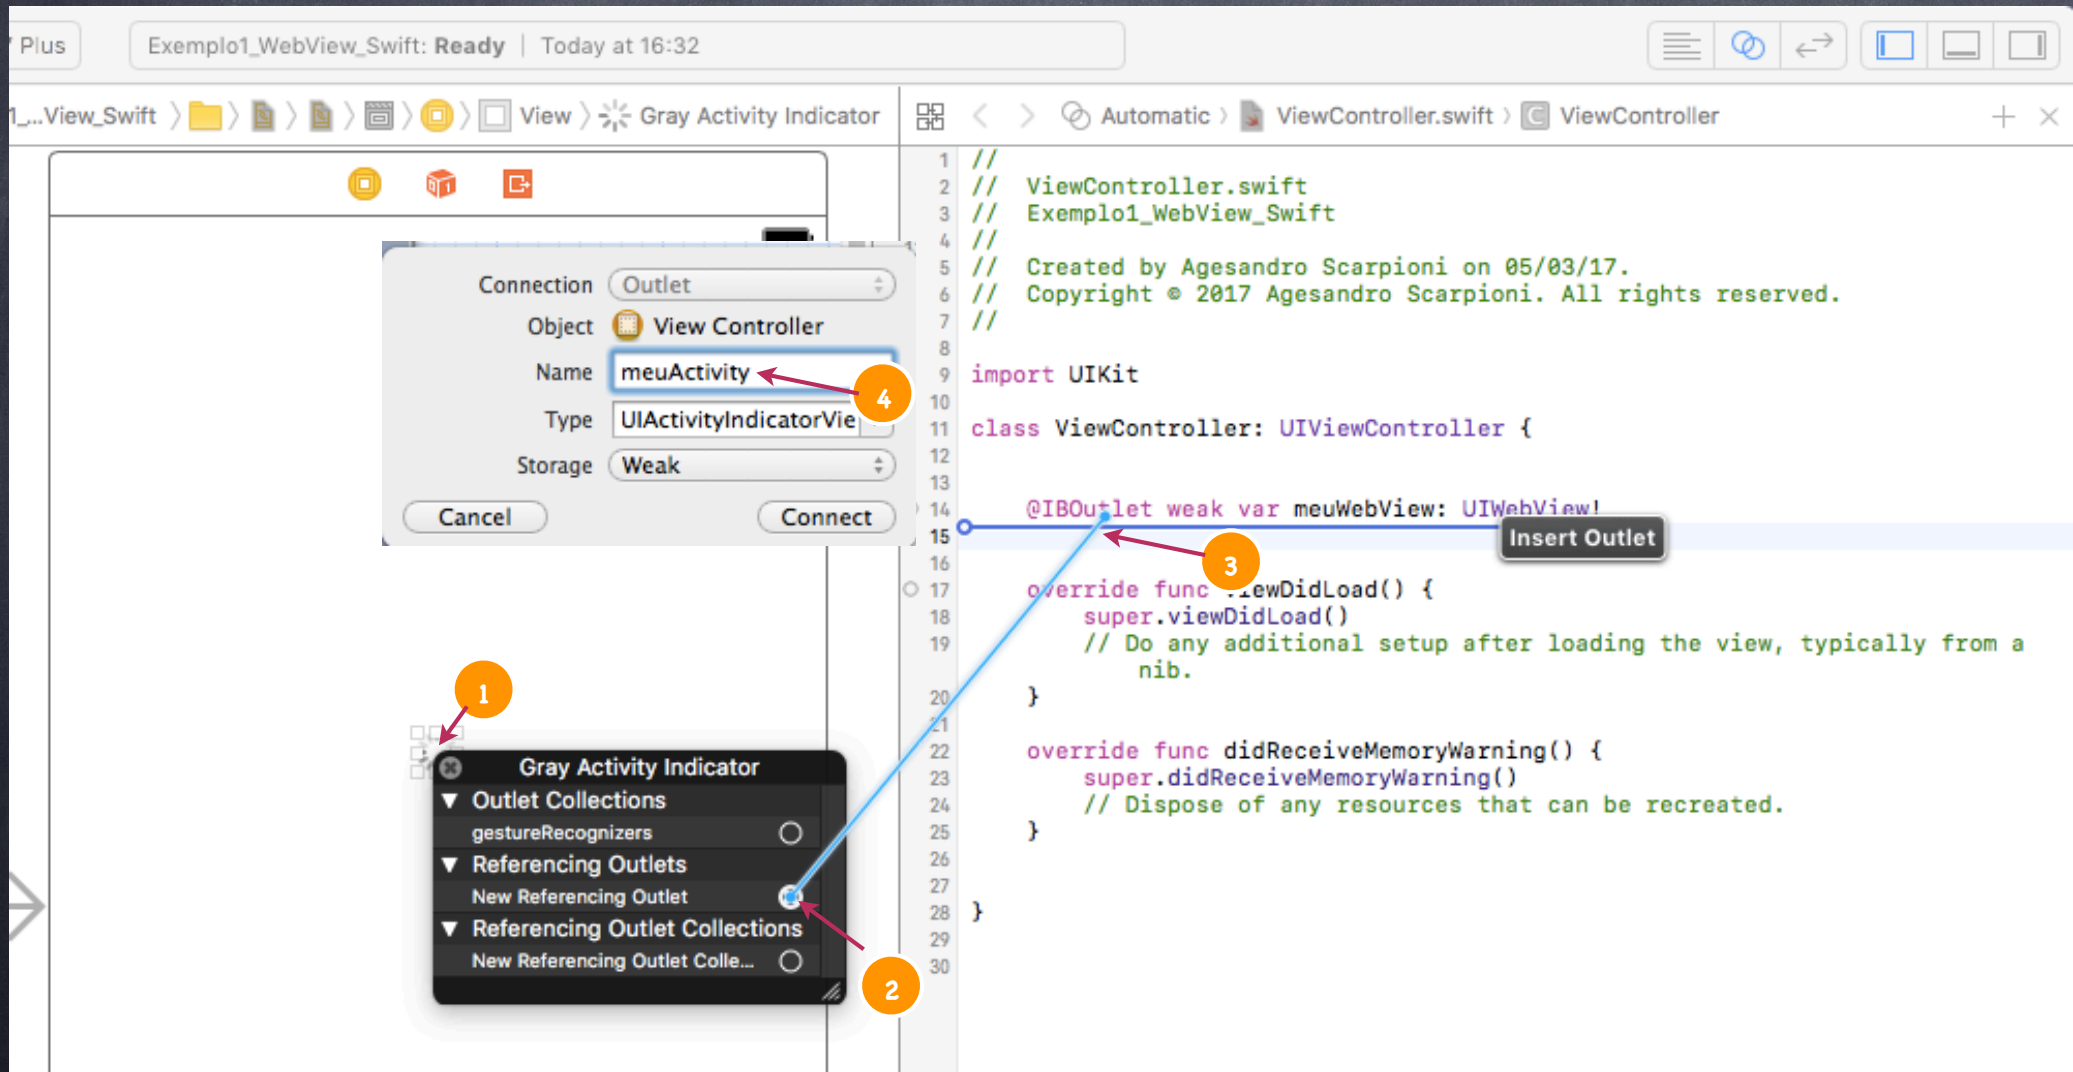 Plus
Exemplo1_WebView_Swift: Ready | Today at 16:32
1_...View_Swift
View
Gray Activity Indicator
Automatic
ViewController.swift
ViewController
Connection Outlet
Object View Controller
Name meuActivity
4
Type UIActivityIndicatorVie
Storage Weak
Cancel
Connect
1
Gray Activity Indicator
Outlet Collections
gestureRecognizers
Referencing Outlets
New Referencing Outlet
Referencing Outlet Collections
New Referencing Outlet Colle...
2
1 //
2 //  ViewController.swift
3 //  Exemplo1_WebView_Swift
4 //
5 //  Created by Agesandro Scarpioni on 05/03/17.
6 //  Copyright © 2017 Agesandro Scarpioni. All rights reserved.
7 //
8
9 import UIKit
10
11 class ViewController: UIViewController {
12
13
14 @IBOutlet weak var meuWebView: UIWebView!
15
Insert Outlet
3
16
17 override func viewDidLoad() {
18 super.viewDidLoad()
19 // Do any additional setup after loading the view, typically from a
nib.
20 }
21
22 override func didReceiveMemoryWarning() {
23 super.didReceiveMemoryWarning()
24 // Dispose of any resources that can be recreated.
25 }
26
27
28 }
29
30